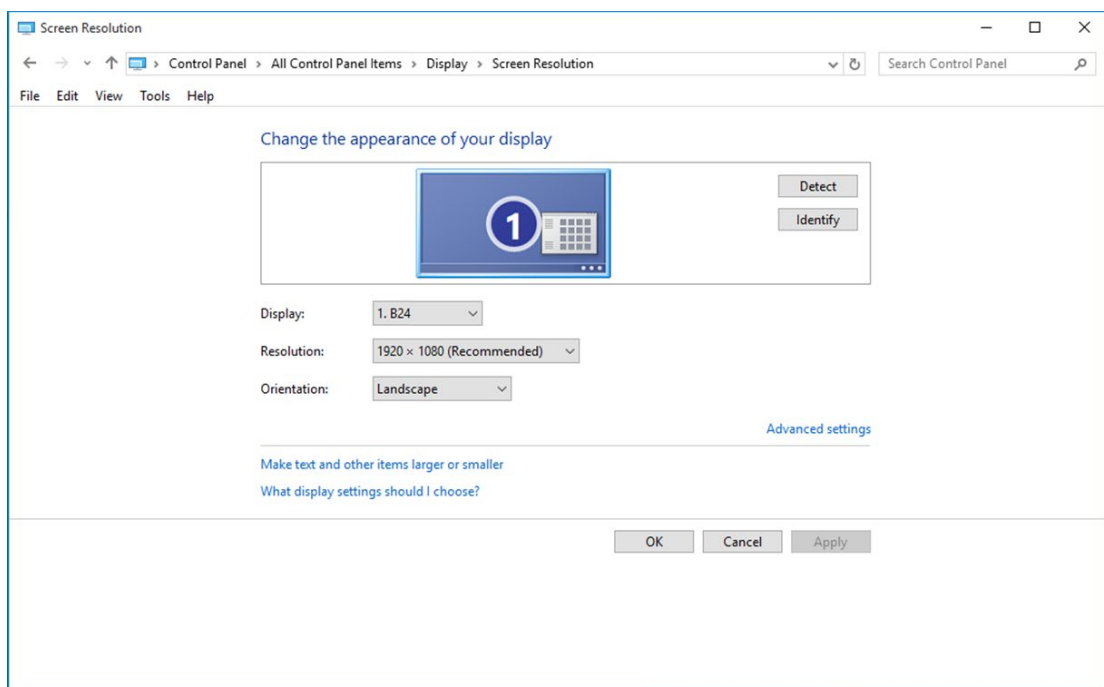 Screen Resolution
Control Panel > All Control Panel Items > Display > Screen Resolution
Search Control Panel
File Edit View Tools Help
Change the appearance of your display
1
Detect
Identify
Display: 1. B24
Resolution: 1920 × 1080 (Recommended)
Orientation: Landscape
Advanced settings
Make text and other items larger or smaller
What display settings should I choose?
OK Cancel Apply